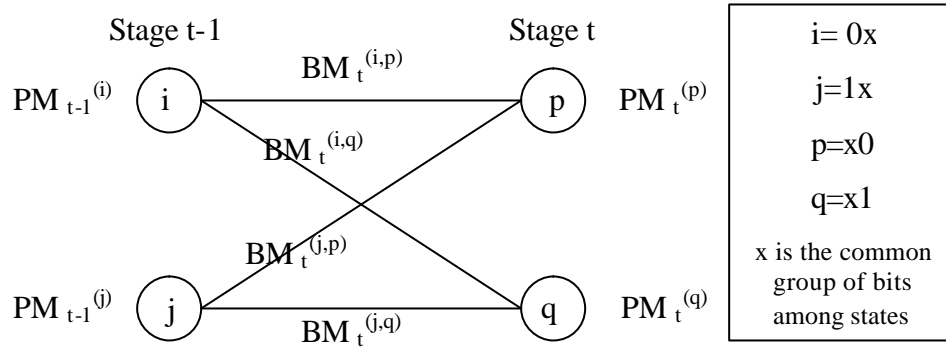 Stage t-1
Stage t
i= 0x
j=1x
p=x0
q=x1
x is the common
group of bits
among states
BM t (i,p)
PM t-1 (i)
i
p
PM t (p)
BM t (i,q)
BM t (j,p)
PM t-1 (j)
j
q
PM t (q)
BM t (j,q)